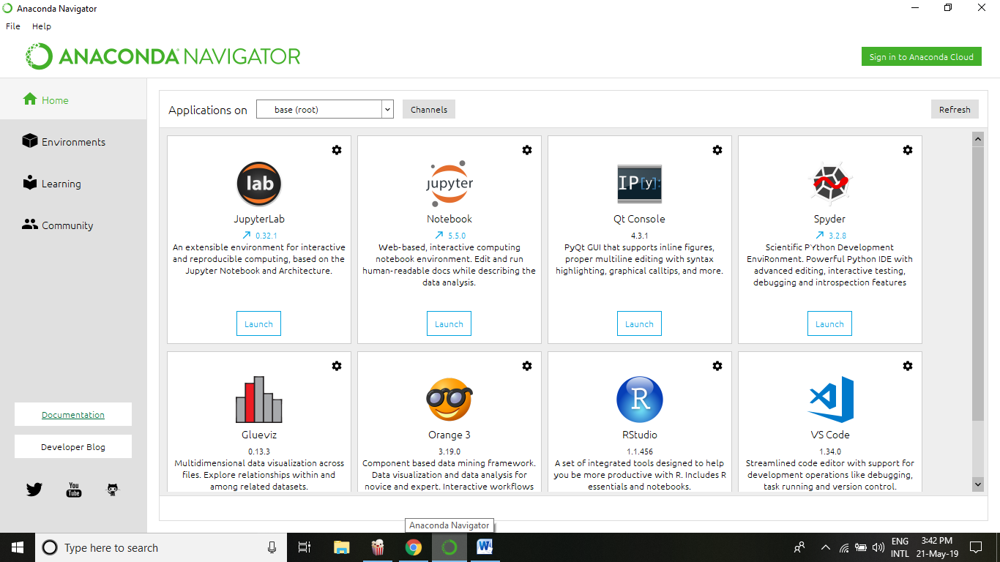 Anaconda Navigator
File Help
ANACONDA NAVIGATOR
Sign in to Anaconda Cloud
Home
Environments
Learning
Community
Documentation
Developer Blog
You Tube
Applications on base (root) Channels Refresh
lab
JupyterLab
0.32.1
An extensible environment for interactive
and reproducible computing, based on the
Jupyter Notebook and Architecture.
Launch
jupyter
Notebook
5.5.0
Web-based, interactive computing
notebook environment. Edit and run
human-readable docs while describing the
data analysis.
Launch
IP[y]:
Qt Console
4.3.1
PyQt GUI that supports inline figures,
proper multiline editing with syntax
highlighting, graphical calltips, and more.
Launch
Spyder
3.2.8
Scientific PYthon Development
EnviRonment. Powerful Python IDE with
advanced editing, interactive testing,
debugging and introspection features
Launch
Glueviz
0.13.3
Multidimensional data visualization across
files. Explore relationships within and
among related datasets.
Orange 3
3.19.0
Component based data mining framework.
Data visualization and data analysis for
novice and expert. Interactive workflows
R
RStudio
1.1.456
A set of integrated tools designed to help
you be more productive with R. Includes R
essentials and notebooks.
VS Code
1.34.0
Streamlined code editor with support for
development operations like debugging,
task running and version control.
Anaconda Navigator
Type here to search
W
ENG
INTL
3:42 PM
21-May-19